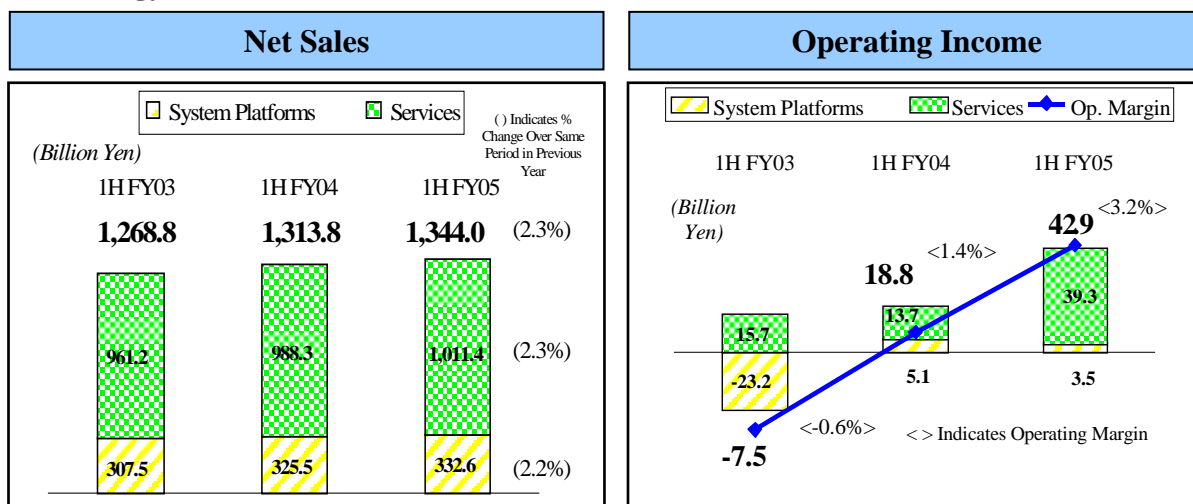 Net Sales
System Platforms Services
( ) Indicates %
Change Over Same
Period in Previous
Year
(Billion Yen)
1H FY03 1H FY04 1H FY05
1,268.8 1,313.8 1,344.0 (2.3%)
961.2 988.3 1,011.4 (2.3%)
307.5 325.5 332.6 (2.2%)
Operating Income
System Platforms Services Op. Margin
1H FY03 1H FY04 1H FY05
(Billion
Yen)
<3.2%>
42.9
<1.4%>
18.8
39.3
15.7 13.7
-23.2 5.1 3.5
<-0.6%> < > Indicates Operating Margin
-7.5